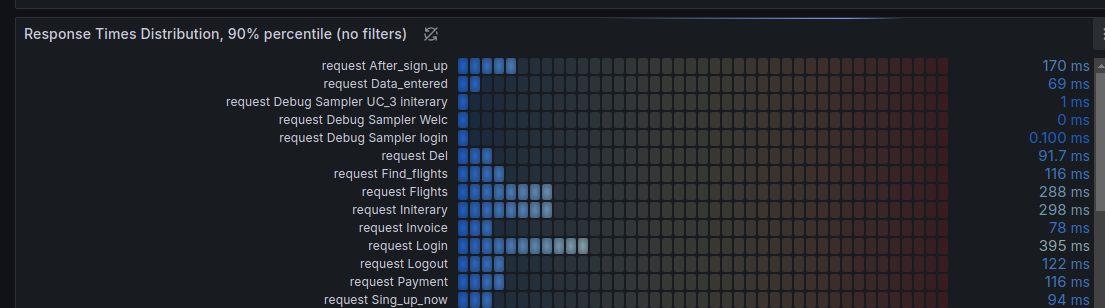 Response Times Distribution, 90% percentile (no filters)
request After_sign_up 170 ms
request Data_entered 69 ms
request Debug Sampler UC_3 initerary 1 ms
request Debug Sampler Welc 0 ms
request Debug Sampler login 0.100 ms
request Del 91.7 ms
request Find_flights 116 ms
request Flights 288 ms
request Initerary 298 ms
request Invoice 78 ms
request Login 395 ms
request Logout 122 ms
request Payment 116 ms
request Sing_up_now 94 ms